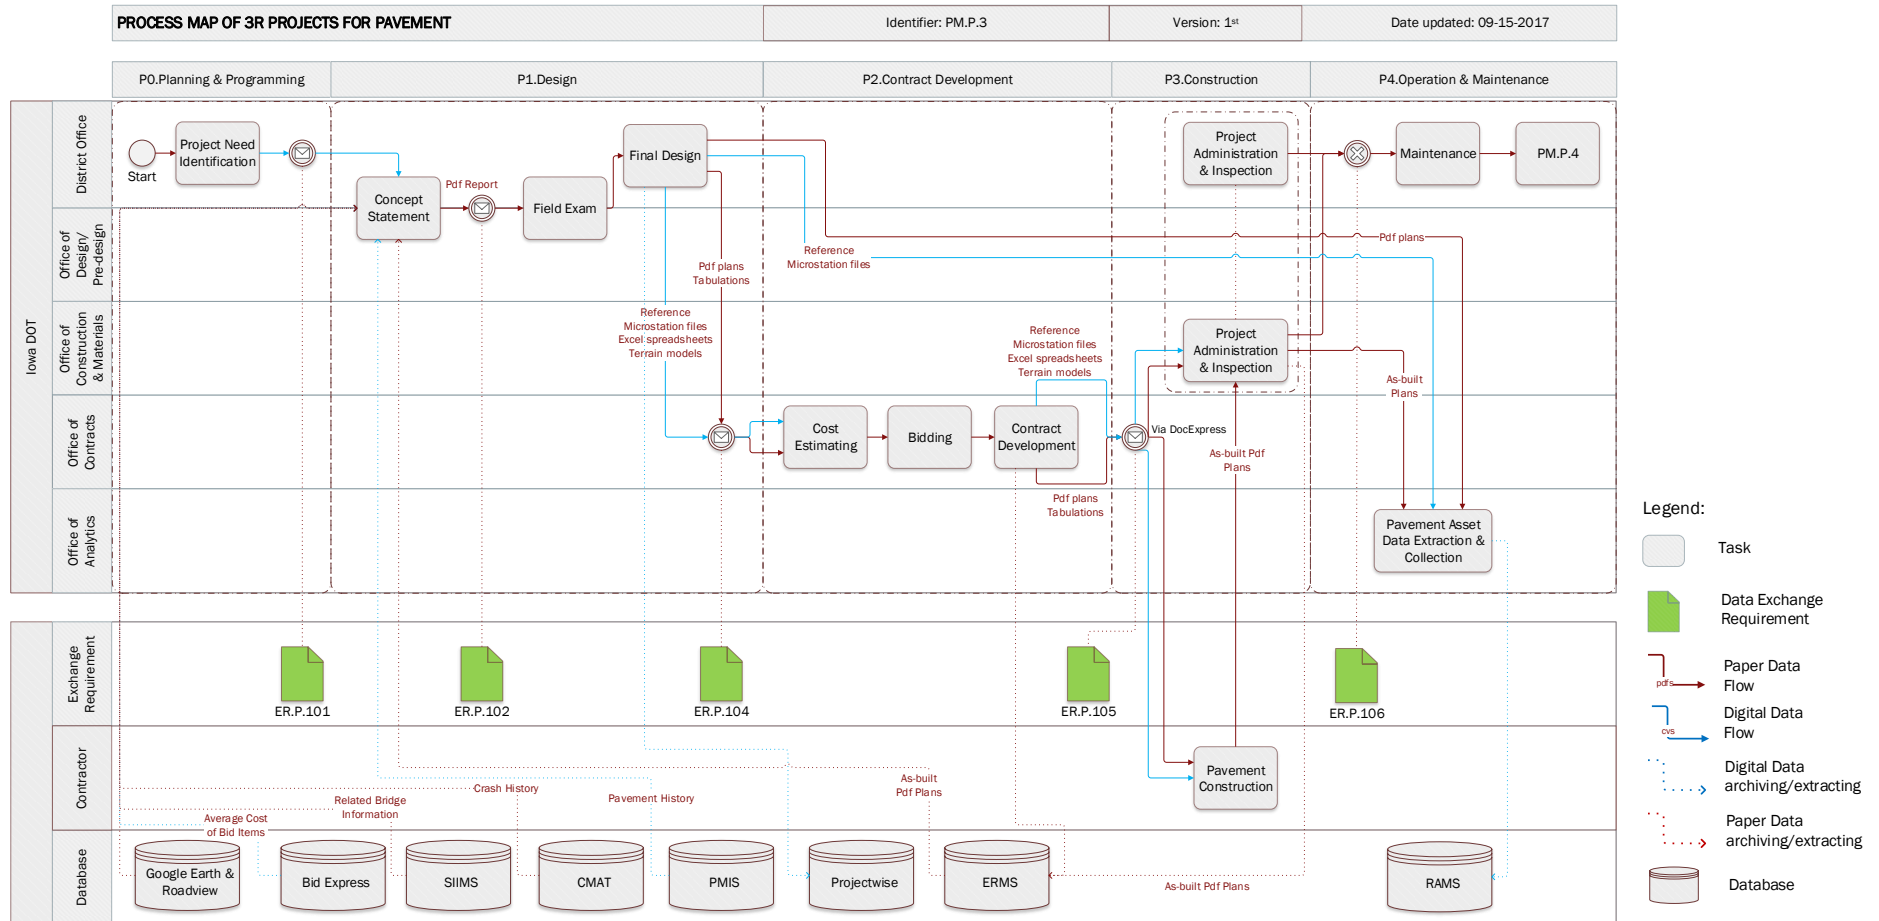 PROCESS MAP OF 3R PROJECTS FOR PAVEMENT
Identifier: PM.P.3
Version: 1st
Date updated: 09-15-2017
P0.Planning & Programming
P1.Design
P2.Contract Development
P3.Construction
P4.Operation & Maintenance
Iowa DOT
District Office
Start
Project Need
Identification
Concept
Statement
Pdf Report
Field Exam
Final Design
Project
Administration
& Inspection
Maintenance
PM.P.4
Office of
Design/
Pre-design
Pdf plans
Tabulations
Reference
Microstation files
Pdf plans
Office of
Construction
& Materials
Reference
Microstation files
Excel spreadsheets
Terrain models
Reference
Microstation files
Excel spreadsheets
Terrain models
Project
Administration
& Inspection
As-built
Plans
Office of
Contracts
Cost
Estimating
Bidding
Contract
Development
Via DocExpress
As-built Pdf
Plans
Pdf plans
Tabulations
Office of
Analytics
Pavement Asset
Data Extraction &
Collection
Exchange
Requirement
ER.P.101
ER.P.102
ER.P.104
ER.P.105
ER.P.106
Contractor
Pavement
Construction
Crash History
Related Bridge
Information
Average Cost
of Bid Items
Pavement History
As-built
Pdf Plans
Database
Google Earth &
Roadview
Bid Express
SIIMS
CMAT
PMIS
Projectwise
ERMS
As-built Pdf Plans
RAMS
Legend:
Task
Data Exchange
Requirement
pdfs
Paper Data
Flow
cvs
Digital Data
Flow
Digital Data
archiving/extracting
Paper Data
archiving/extracting
Database